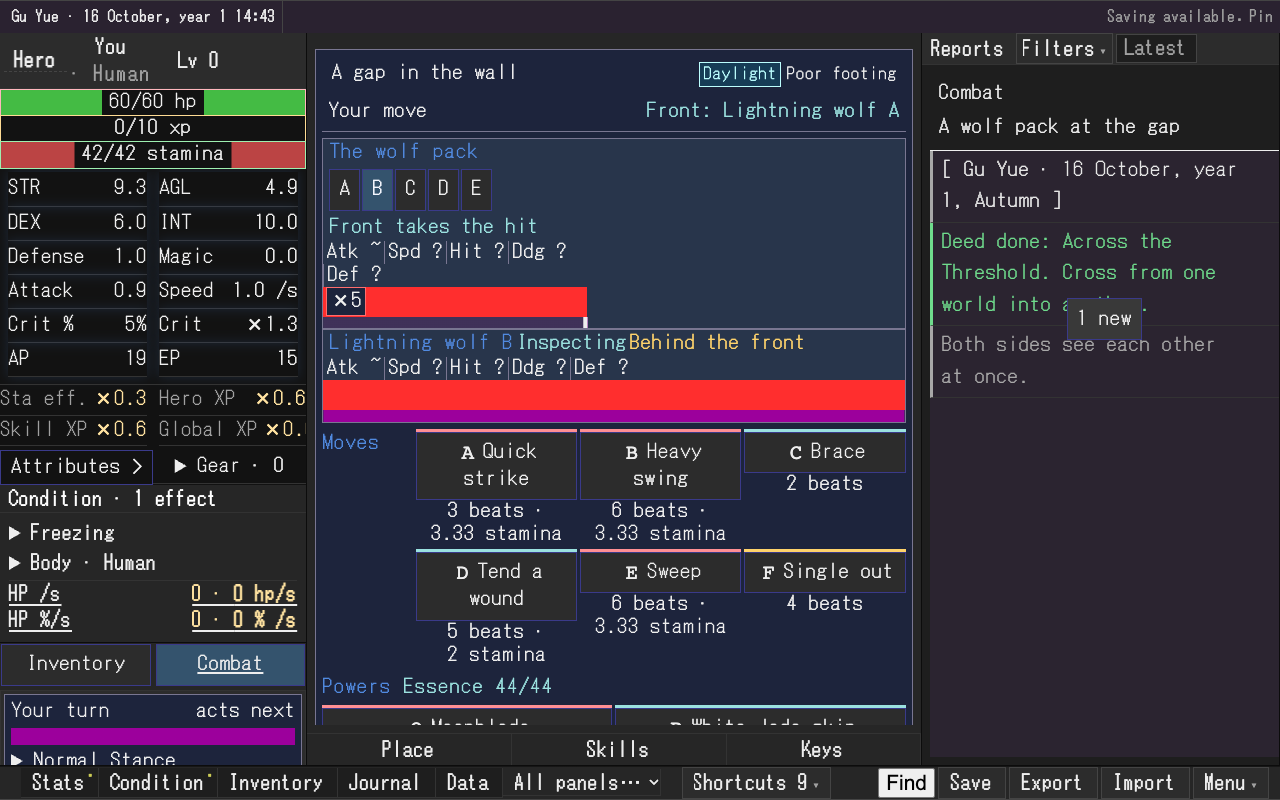 Gu Yue · 16 October, year 1 14:43
Saving available. Pin
Hero · You Human Lv 0
60/60 hp
0/10 xp
42/42 stamina
STR 9.3 AGL 4.9
DEX 6.0 INT 10.0
Defense 1.0 Magic 0.0
Attack 0.9 Speed 1.0 /s
Crit % 5% Crit ×1.3
AP 19 EP 15
Sta eff. ×0.3 Hero XP ×0.6
Skill XP ×0.6 Global XP ×0.
Attributes > ▶ Gear · 0
Condition · 1 effect
▶ Freezing
▶ Body · Human
HP /s 0 · 0 hp/s
HP %/s 0 · 0 % /s
Inventory Combat
Your turn acts next
▶ Normal Stance
A gap in the wall Daylight Poor footing
Your move Front: Lightning wolf A
The wolf pack
A B C D E
Front takes the hit
Atk ~ Spd ? Hit ? Ddg ?
Def ?
×5
Lightning wolf B Inspecting Behind the front
Atk ~ Spd ? Hit ? Ddg ? Def ?
Moves
A Quick strike
3 beats · 3.33 stamina
B Heavy swing
6 beats · 3.33 stamina
C Brace
2 beats
D Tend a wound
5 beats · 2 stamina
E Sweep
6 beats · 3.33 stamina
F Single out
4 beats
Powers Essence 44/44
Place Skills Keys
Reports Filters ▾ Latest
Combat
A wolf pack at the gap
[ Gu Yue · 16 October, year
1, Autumn ]
Deed done: Across the
Threshold. Cross from one
world into
1 new
Both sides see each other
at once.
Stats Condition Inventory Journal Data All panels… Shortcuts 9 ▾ Find Save Export Import Menu ▾